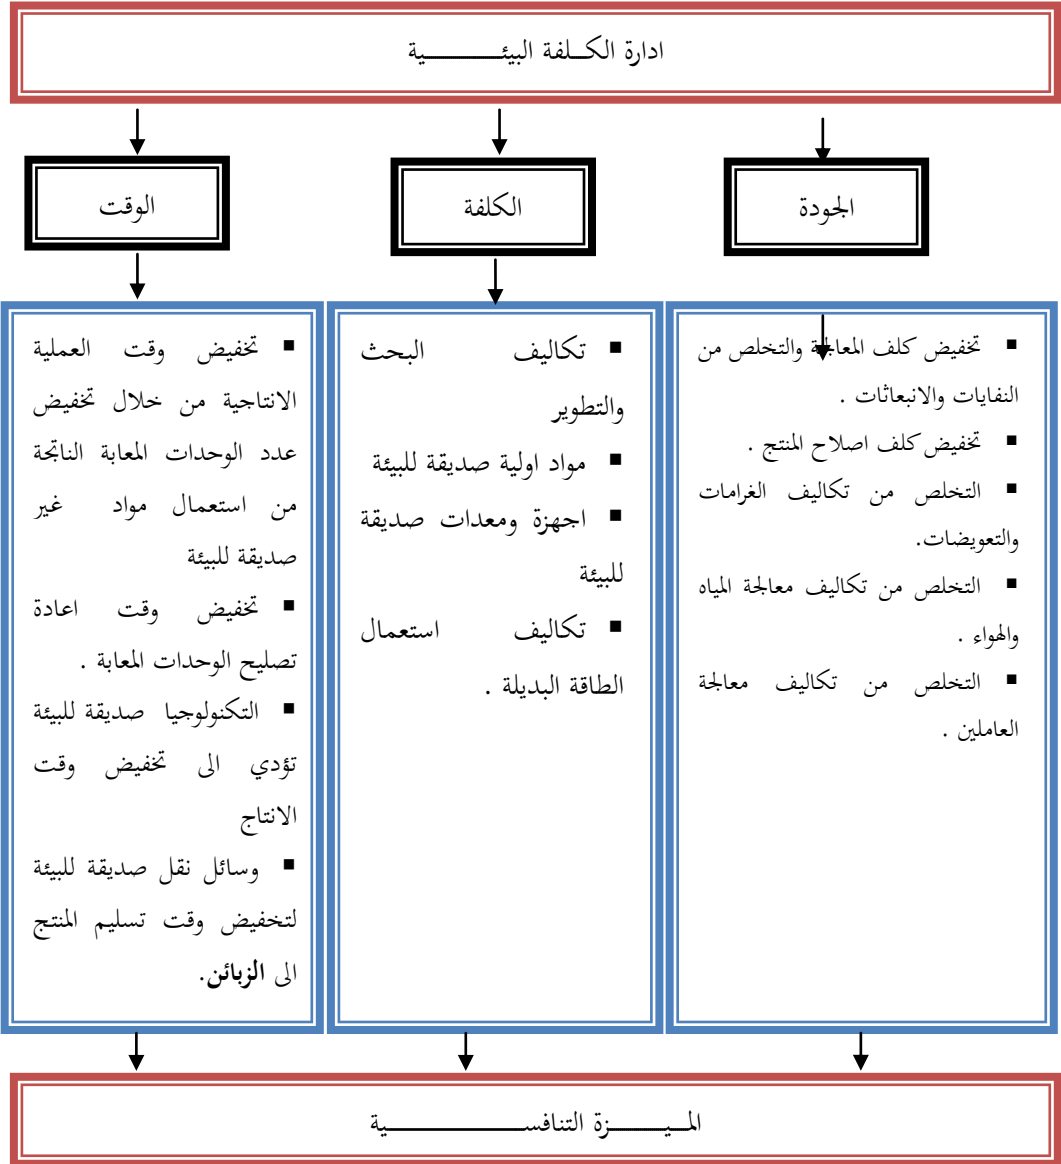 ادارة الكـلفة البيئــــــــية
الجودة
الكلفة
الوقت
▪ تخفيض كلف المعالجة والتخلص من
النفايات والانبعاثات .
▪ تخفيض كلف اصلاح المنتج .
▪ التخلص من تكاليف الغرامات
والتعويضات.
▪ التخلص من تكاليف معالجة المياه
والهواء .
▪ التخلص من تكاليف معالجة
العاملين .
▪ تكاليف البحث
والتطوير
▪ مواد اولية صديقة للبيئة
▪ اجهزة ومعدات صديقة
للبيئة
▪ تكاليف استعمال
الطاقة البديلة .
▪ تخفيض وقت العملية
الانتاجية من خلال تخفيض
عدد الوحدات المعابة الناتجة
من استعمال مواد غير
صديقة للبيئة
▪ تخفيض وقت اعادة
تصليح الوحدات المعابة .
▪ التكنولوجيا صديقة للبيئة
تؤدي الى تخفيض وقت
الانتاج
▪ وسائل نقل صديقة للبيئة
لتخفيض وقت تسليم المنتج
الى الزبائن.
المـــيــــــــزة التنافســـــــــــــــــية